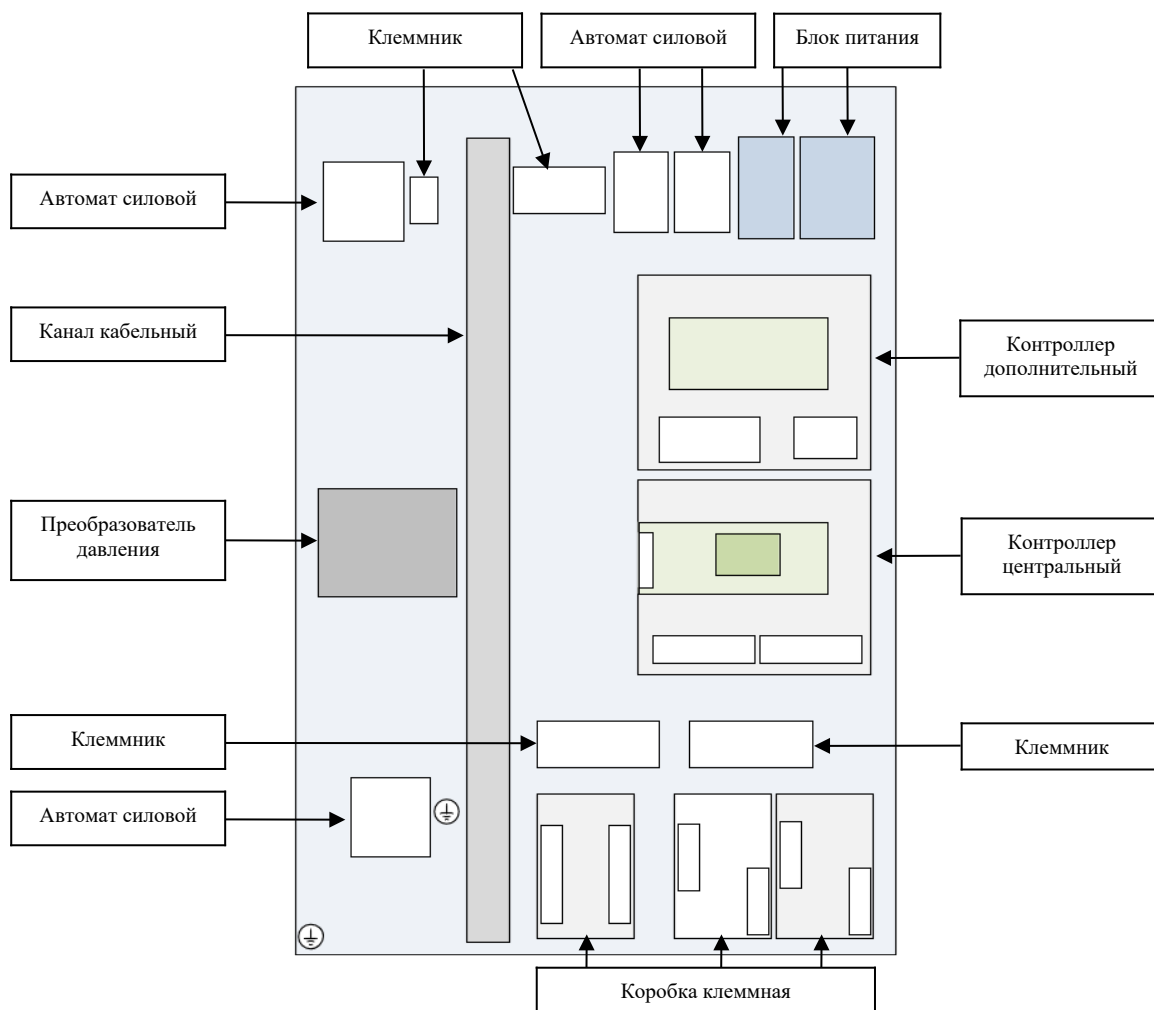 Клеммник
Автомат силовой
Блок питания
Автомат силовой
Канал кабельный
Контроллер
дополнительный
Преобразователь
давления
Контроллер
центральный
Клеммник
Клеммник
Автомат силовой
Коробка клеммная